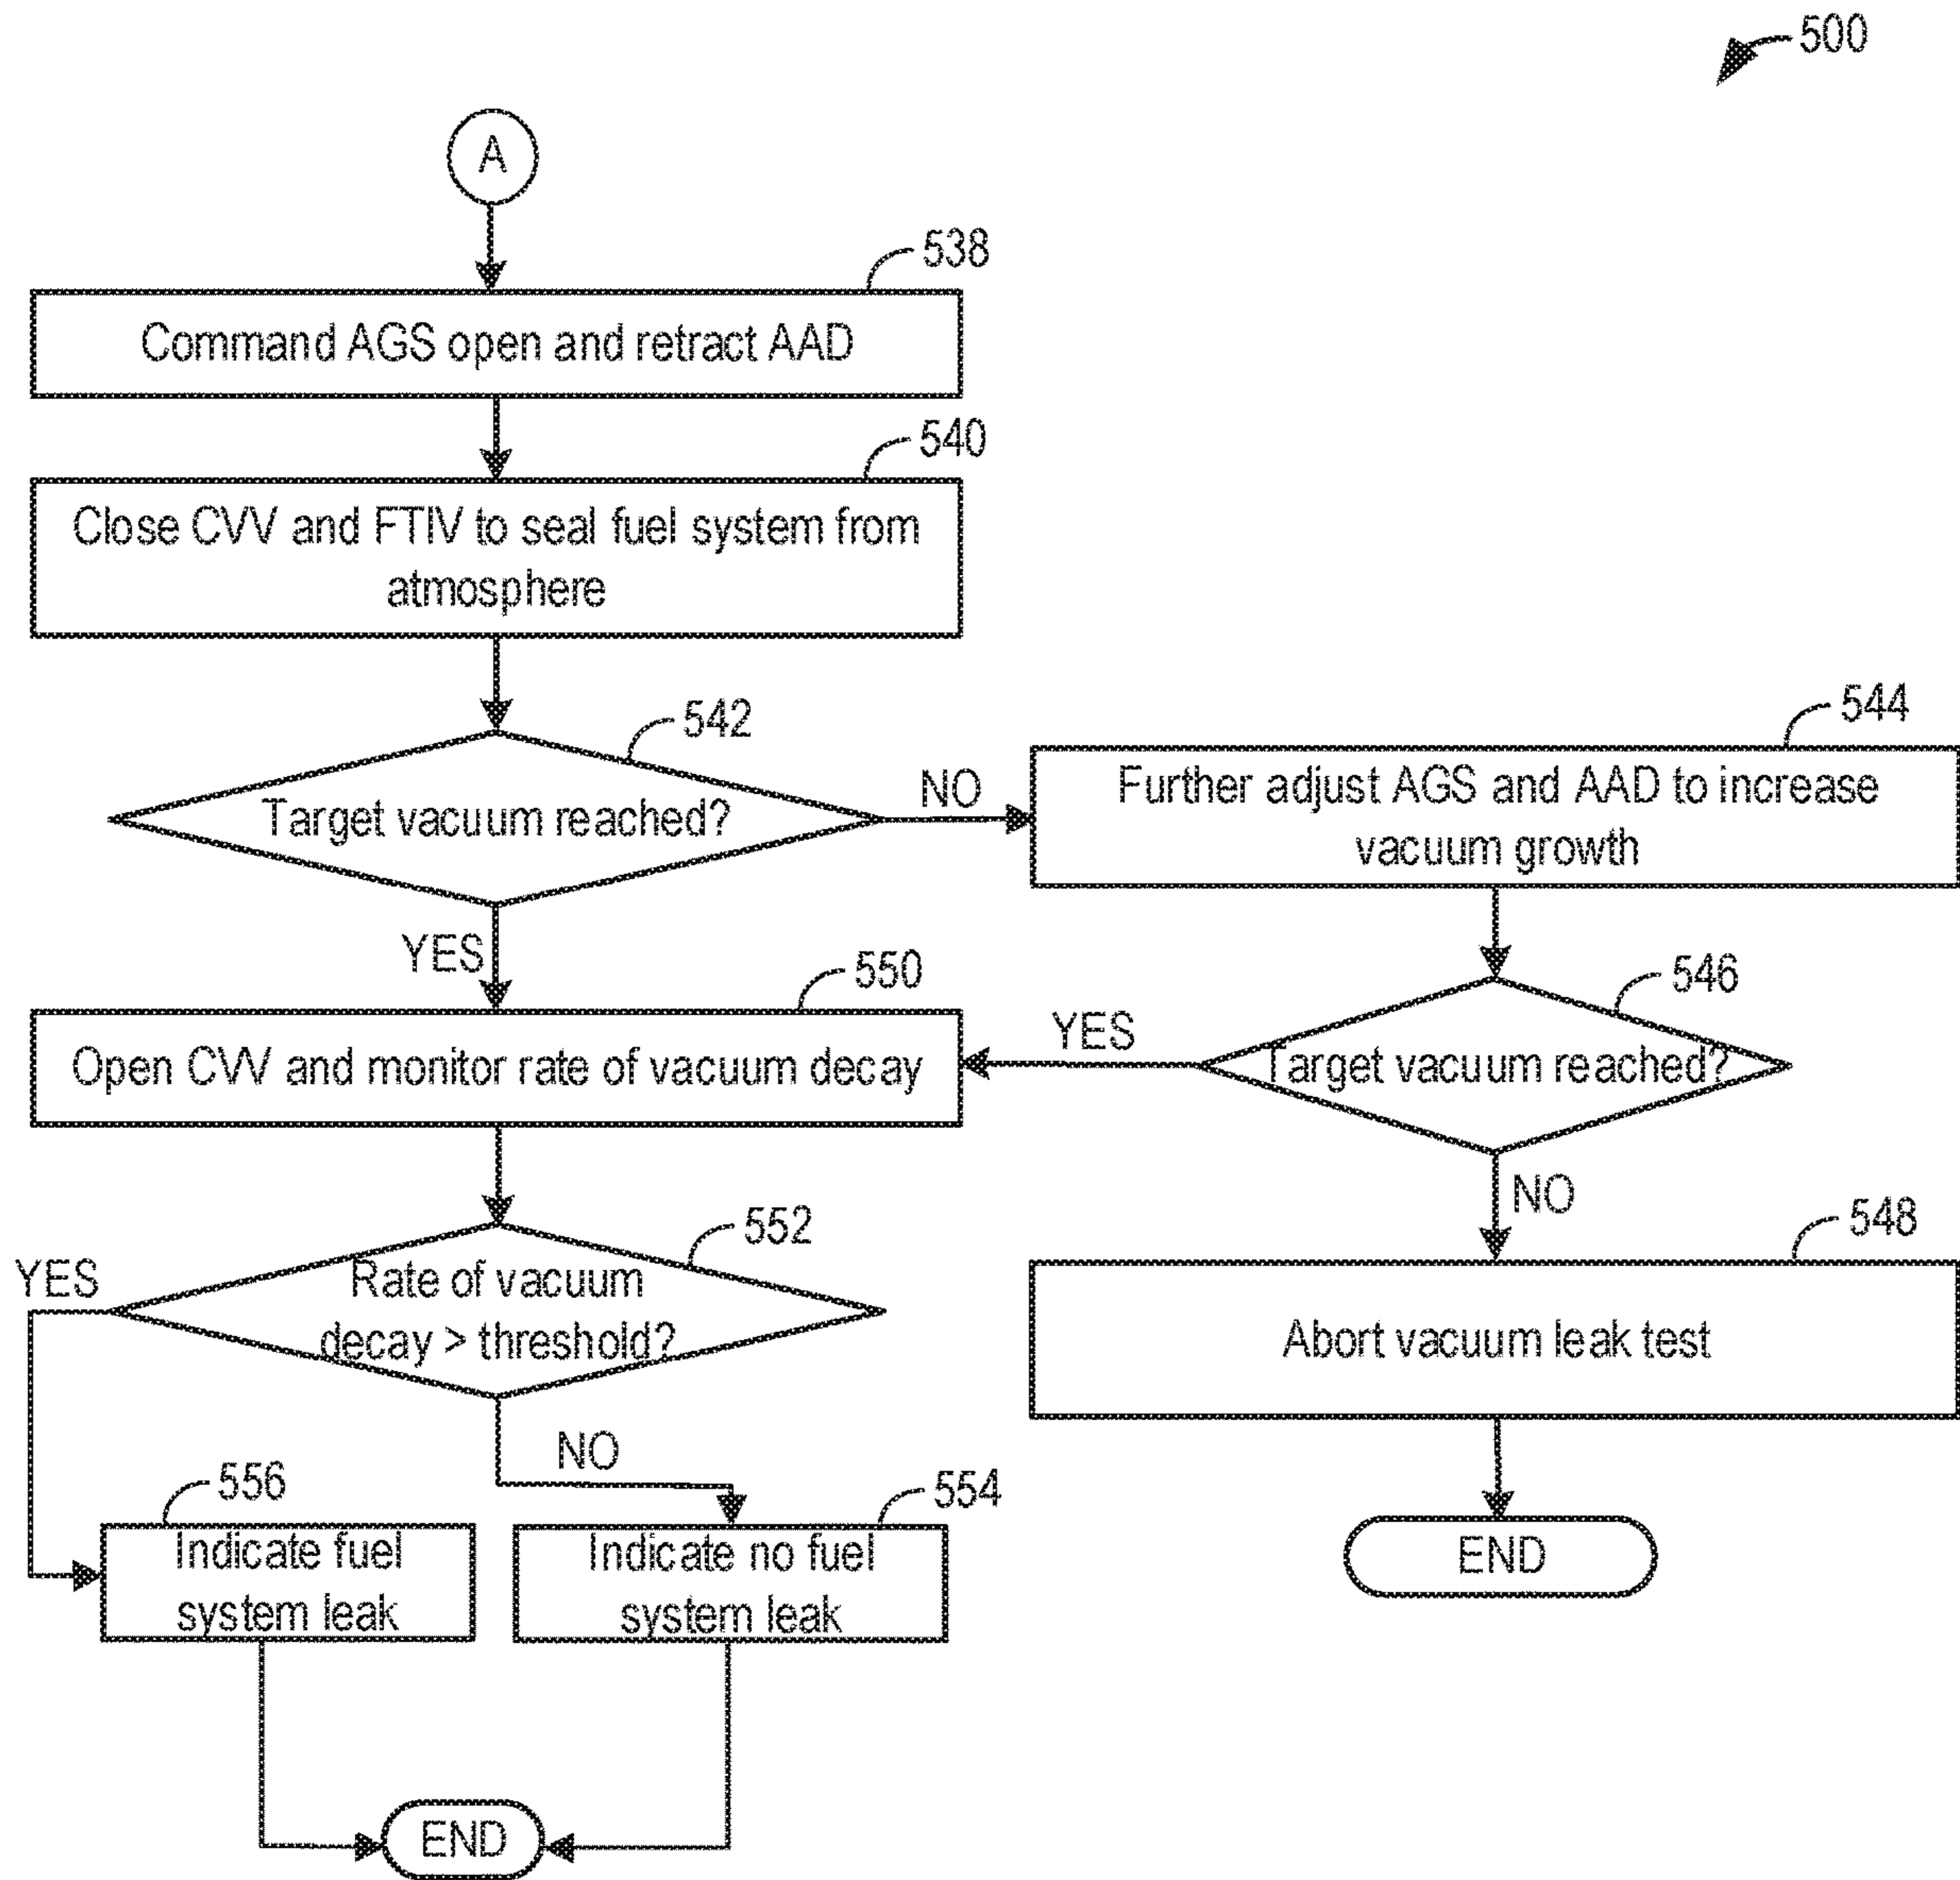 500
A
538
Command AGS open and retract AAD
540
Close CVV and FTIV to seal fuel system from
atmosphere
542
Target vacuum reached?
NO
544
Further adjust AGS and AAD to increase
vacuum growth
YES
546
Target vacuum reached?
YES
NO
550
Open CVV and monitor rate of vacuum decay
548
Abort vacuum leak test
END
552
Rate of vacuum
decay > threshold?
YES
NO
556
Indicate fuel
system leak
554
Indicate no fuel
system leak
END